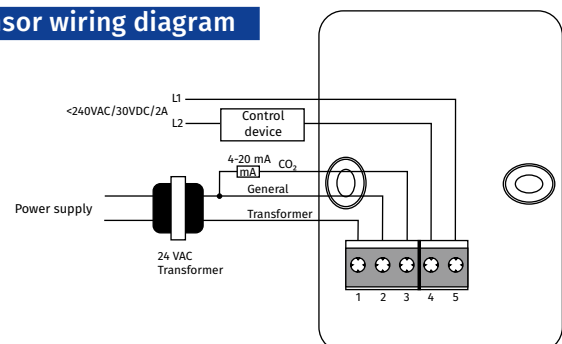 nsor wiring diagram
L1
<240VAC/30VDC/2A
L2
Control
device
4-20 mA
CO₂
mA
General
Power supply
Transformer
24 VAC
Transformer
1 2 3 4 5